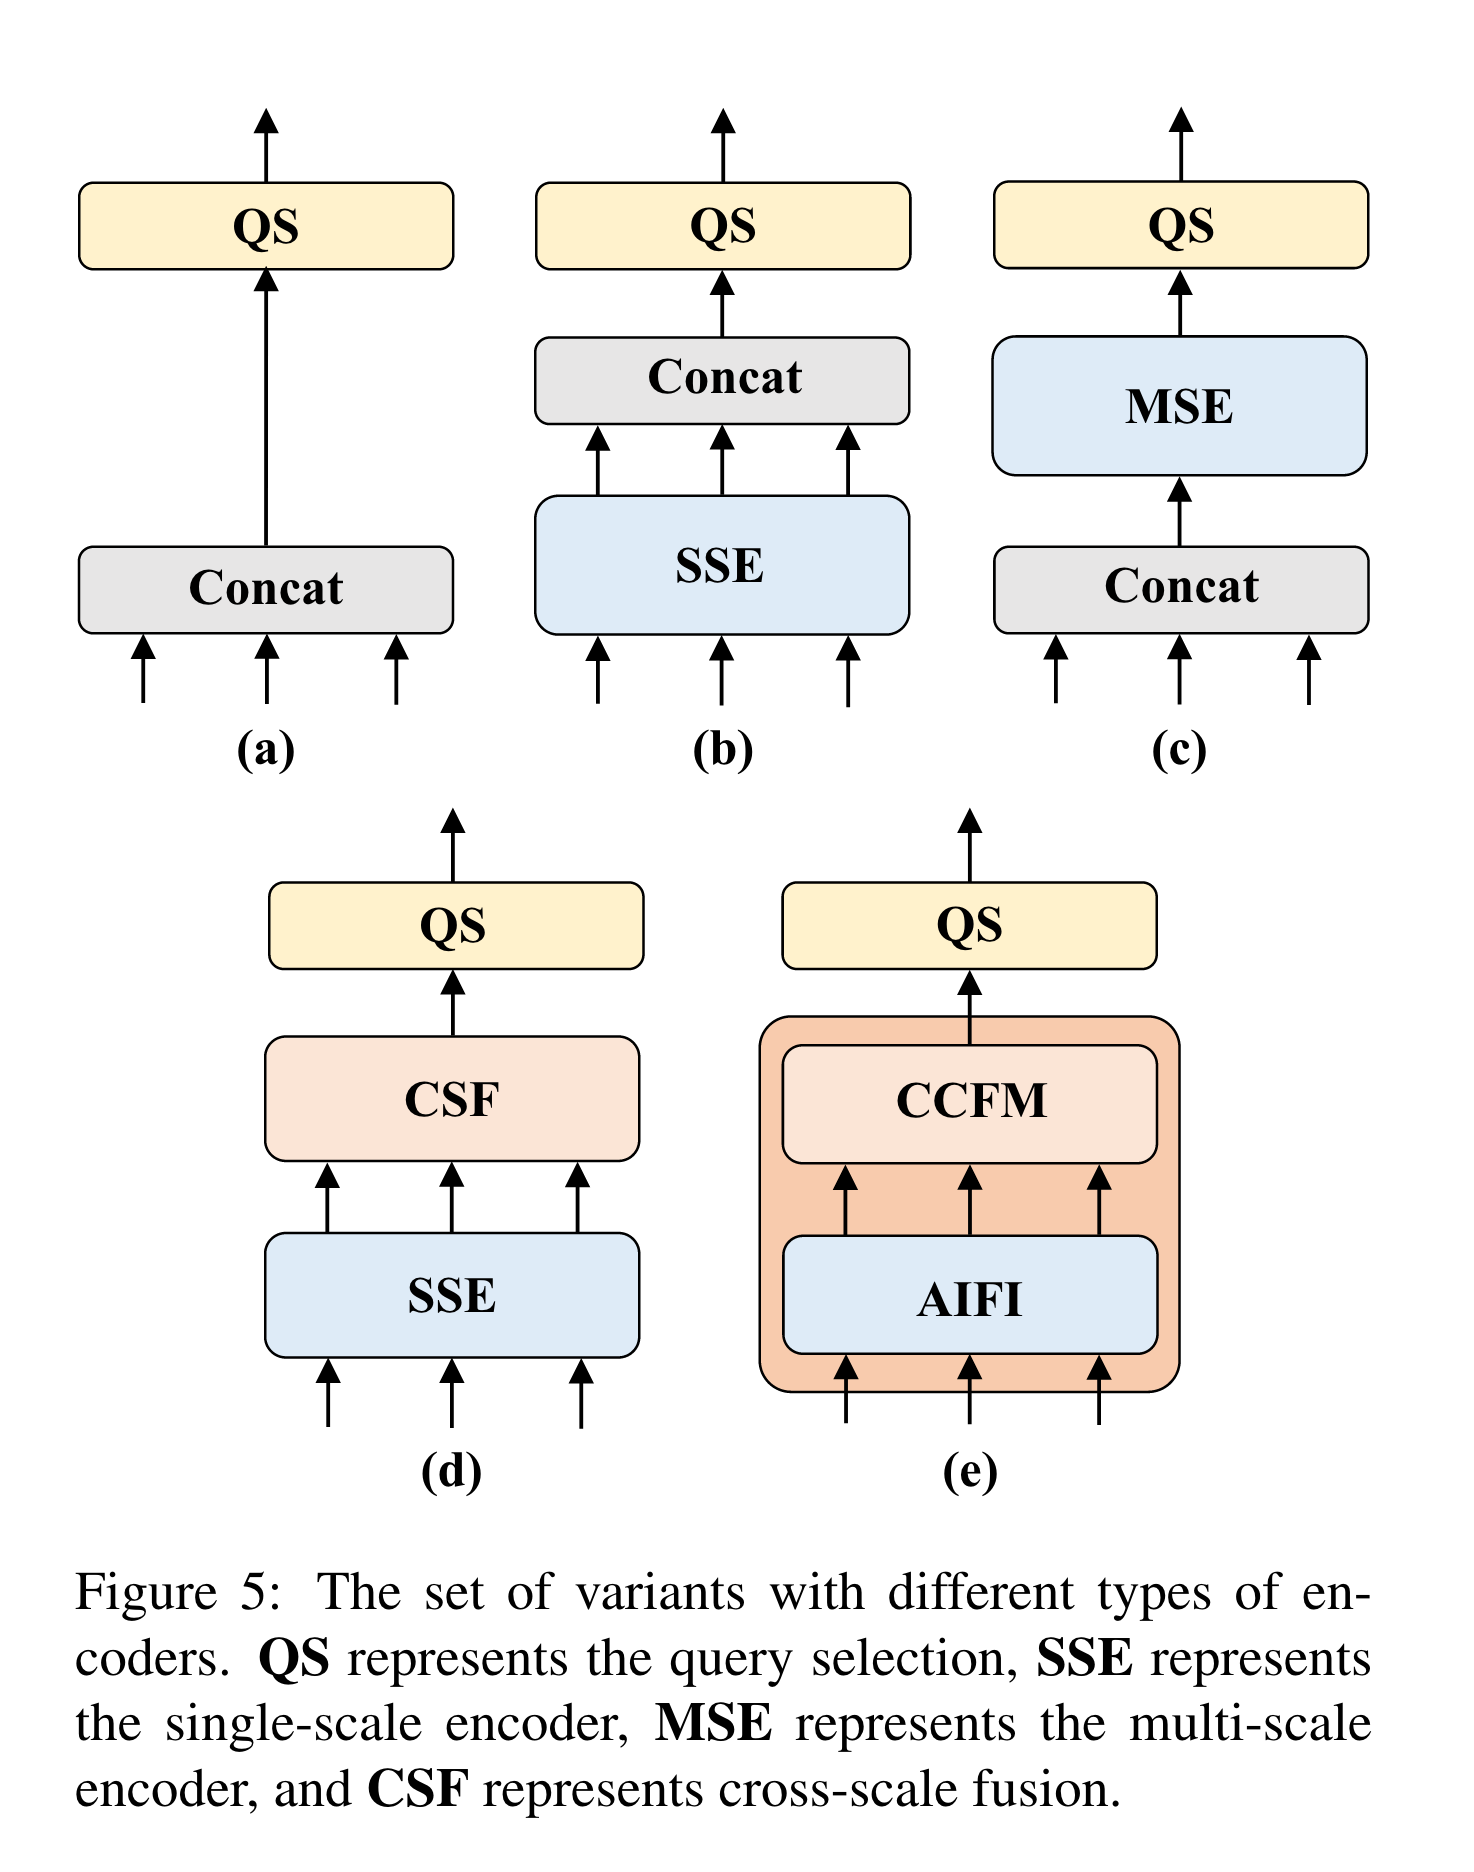 QS
Concat
(a)
QS
Concat
SSE
(b)
QS
MSE
Concat
(c)
QS
CSF
SSE
(d)
QS
CCFM
AIFI
(e)
Figure 5: The set of variants with different types of en-
coders. QS represents the query selection, SSE represents
the single-scale encoder, MSE represents the multi-scale
encoder, and CSF represents cross-scale fusion.